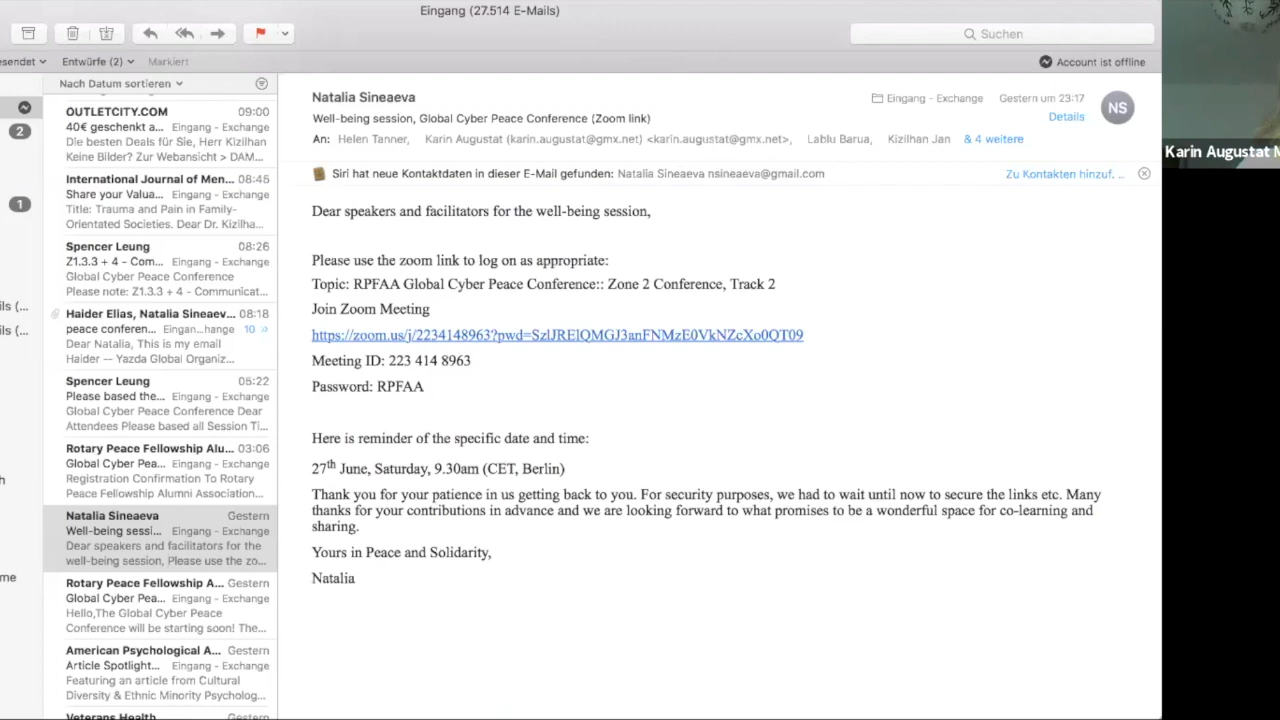 Eingang (27.514 E-Mails)
Suchen
esendet
Entwürfe (2)
Markiert
Account ist offline
Nach Datum sortieren
2
1
ils (...
ils (...
h
me
OUTLETCITY.COM 09:00
40€ geschenkt a... Eingang - Exchange
Die besten Deals für Sie, Herr Kizilhan
Keine Bilder? Zur Webansicht > DAM...
International Journal of Men... 08:46
Share your Valua... Eingang - Exchange
Title: Trauma and Pain in Family-
Orientated Societies. Dear Dr. Kizilha...
Spencer Leung 08:26
Z1.3.3 + 4 - Com... Eingang - Exchange
Global Cyber Peace Conference
Please note: Z1.3.3 + 4 - Communicat...
Haider Elias, Natalia Sineaev... 08:18
peace conferen... Eingan...hange 10 »
Dear Natalia, This is my email
Haider -- Yazda Global Organiz...
Spencer Leung 05:22
Please based the... Eingang - Exchange
Global Cyber Peace Conference Dear
Attendees Please based all Session Ti...
Rotary Peace Fellowship Alu... 03:06
Global Cyber Pea... Eingang - Exchange
Registration Confirmation To Rotary
Peace Fellowship Alumni Association...
Natalia Sineaeva Gestern
Well-being sessi... Eingang - Exchange
Dear speakers and facilitators for the
well-being session, Please use the zo...
Rotary Peace Fellowship A... Gestern
Global Cyber Pea... Eingang - Exchange
Hello,The Global Cyber Peace
Conference will be starting soon! The...
American Psychological A... Gestern
Article Spotlight... Eingang - Exchange
Featuring an article from Cultural
Diversity & Ethnic Minority Psycholog...
Veterans Health Gestern
Natalia Sineaeva
Eingang - Exchange Gestern um 23:17
NS
Well-being session, Global Cyber Peace Conference (Zoom link)
Details
An: Helen Tanner, Karin Augustat (karin.augustat@gmx.net) <karin.augustat@gmx.net>, Lablu Barua, Kizilhan Jan & 4 weitere
Siri hat neue Kontaktdaten in dieser E-Mail gefunden: Natalia Sineaeva nsineaeva@gmail.com
Zu Kontakten hinzuf. ...
Dear speakers and facilitators for the well-being session,
Please use the zoom link to log on as appropriate:
Topic: RPFAA Global Cyber Peace Conference:: Zone 2 Conference, Track 2
Join Zoom Meeting
https://zoom.us/j/2234148963?pwd=SzlJRElQMGJ3anFNMzE0VkNZcXo0QT09
Meeting ID: 223 414 8963
Password: RPFAA
Here is reminder of the specific date and time:
27th June, Saturday, 9.30am (CET, Berlin)
Thank you for your patience in us getting back to you. For security purposes, we had to wait until now to secure the links etc. Many
thanks for your contributions in advance and we are looking forward to what promises to be a wonderful space for co-learning and
sharing.
Yours in Peace and Solidarity,
Natalia
Karin Augustat M